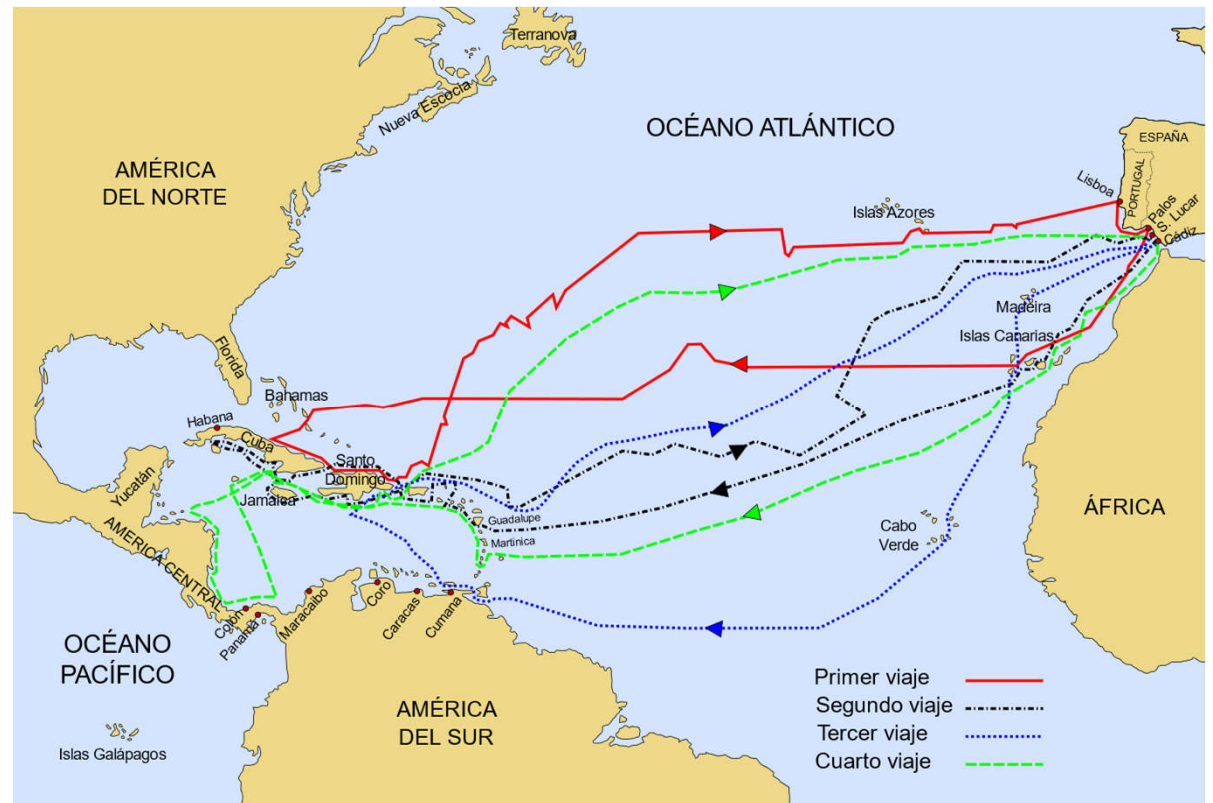 Terranova
Nueva Escocia
OCÉANO ATLÁNTICO
ESPAÑA
PORTUGAL
Lisboa
Palos
S. Lucar
Cádiz
AMÉRICA
DEL NORTE
Islas Azores
Madeira
Islas Canarias
Florida
Bahamas
Habana
Cuba
Santo
Domingo
Yucatán
Jamaica
Guadalupe
Martinica
Cabo
Verde
ÁFRICA
AMERICA CENTRAL
Colón
Panamá
Maracaibo
Coro
Caracas
Cumana
OCÉANO
PACÍFICO
AMÉRICA
DEL SUR
Islas Galápagos
Primer viaje
Segundo viaje
Tercer viaje
Cuarto viaje